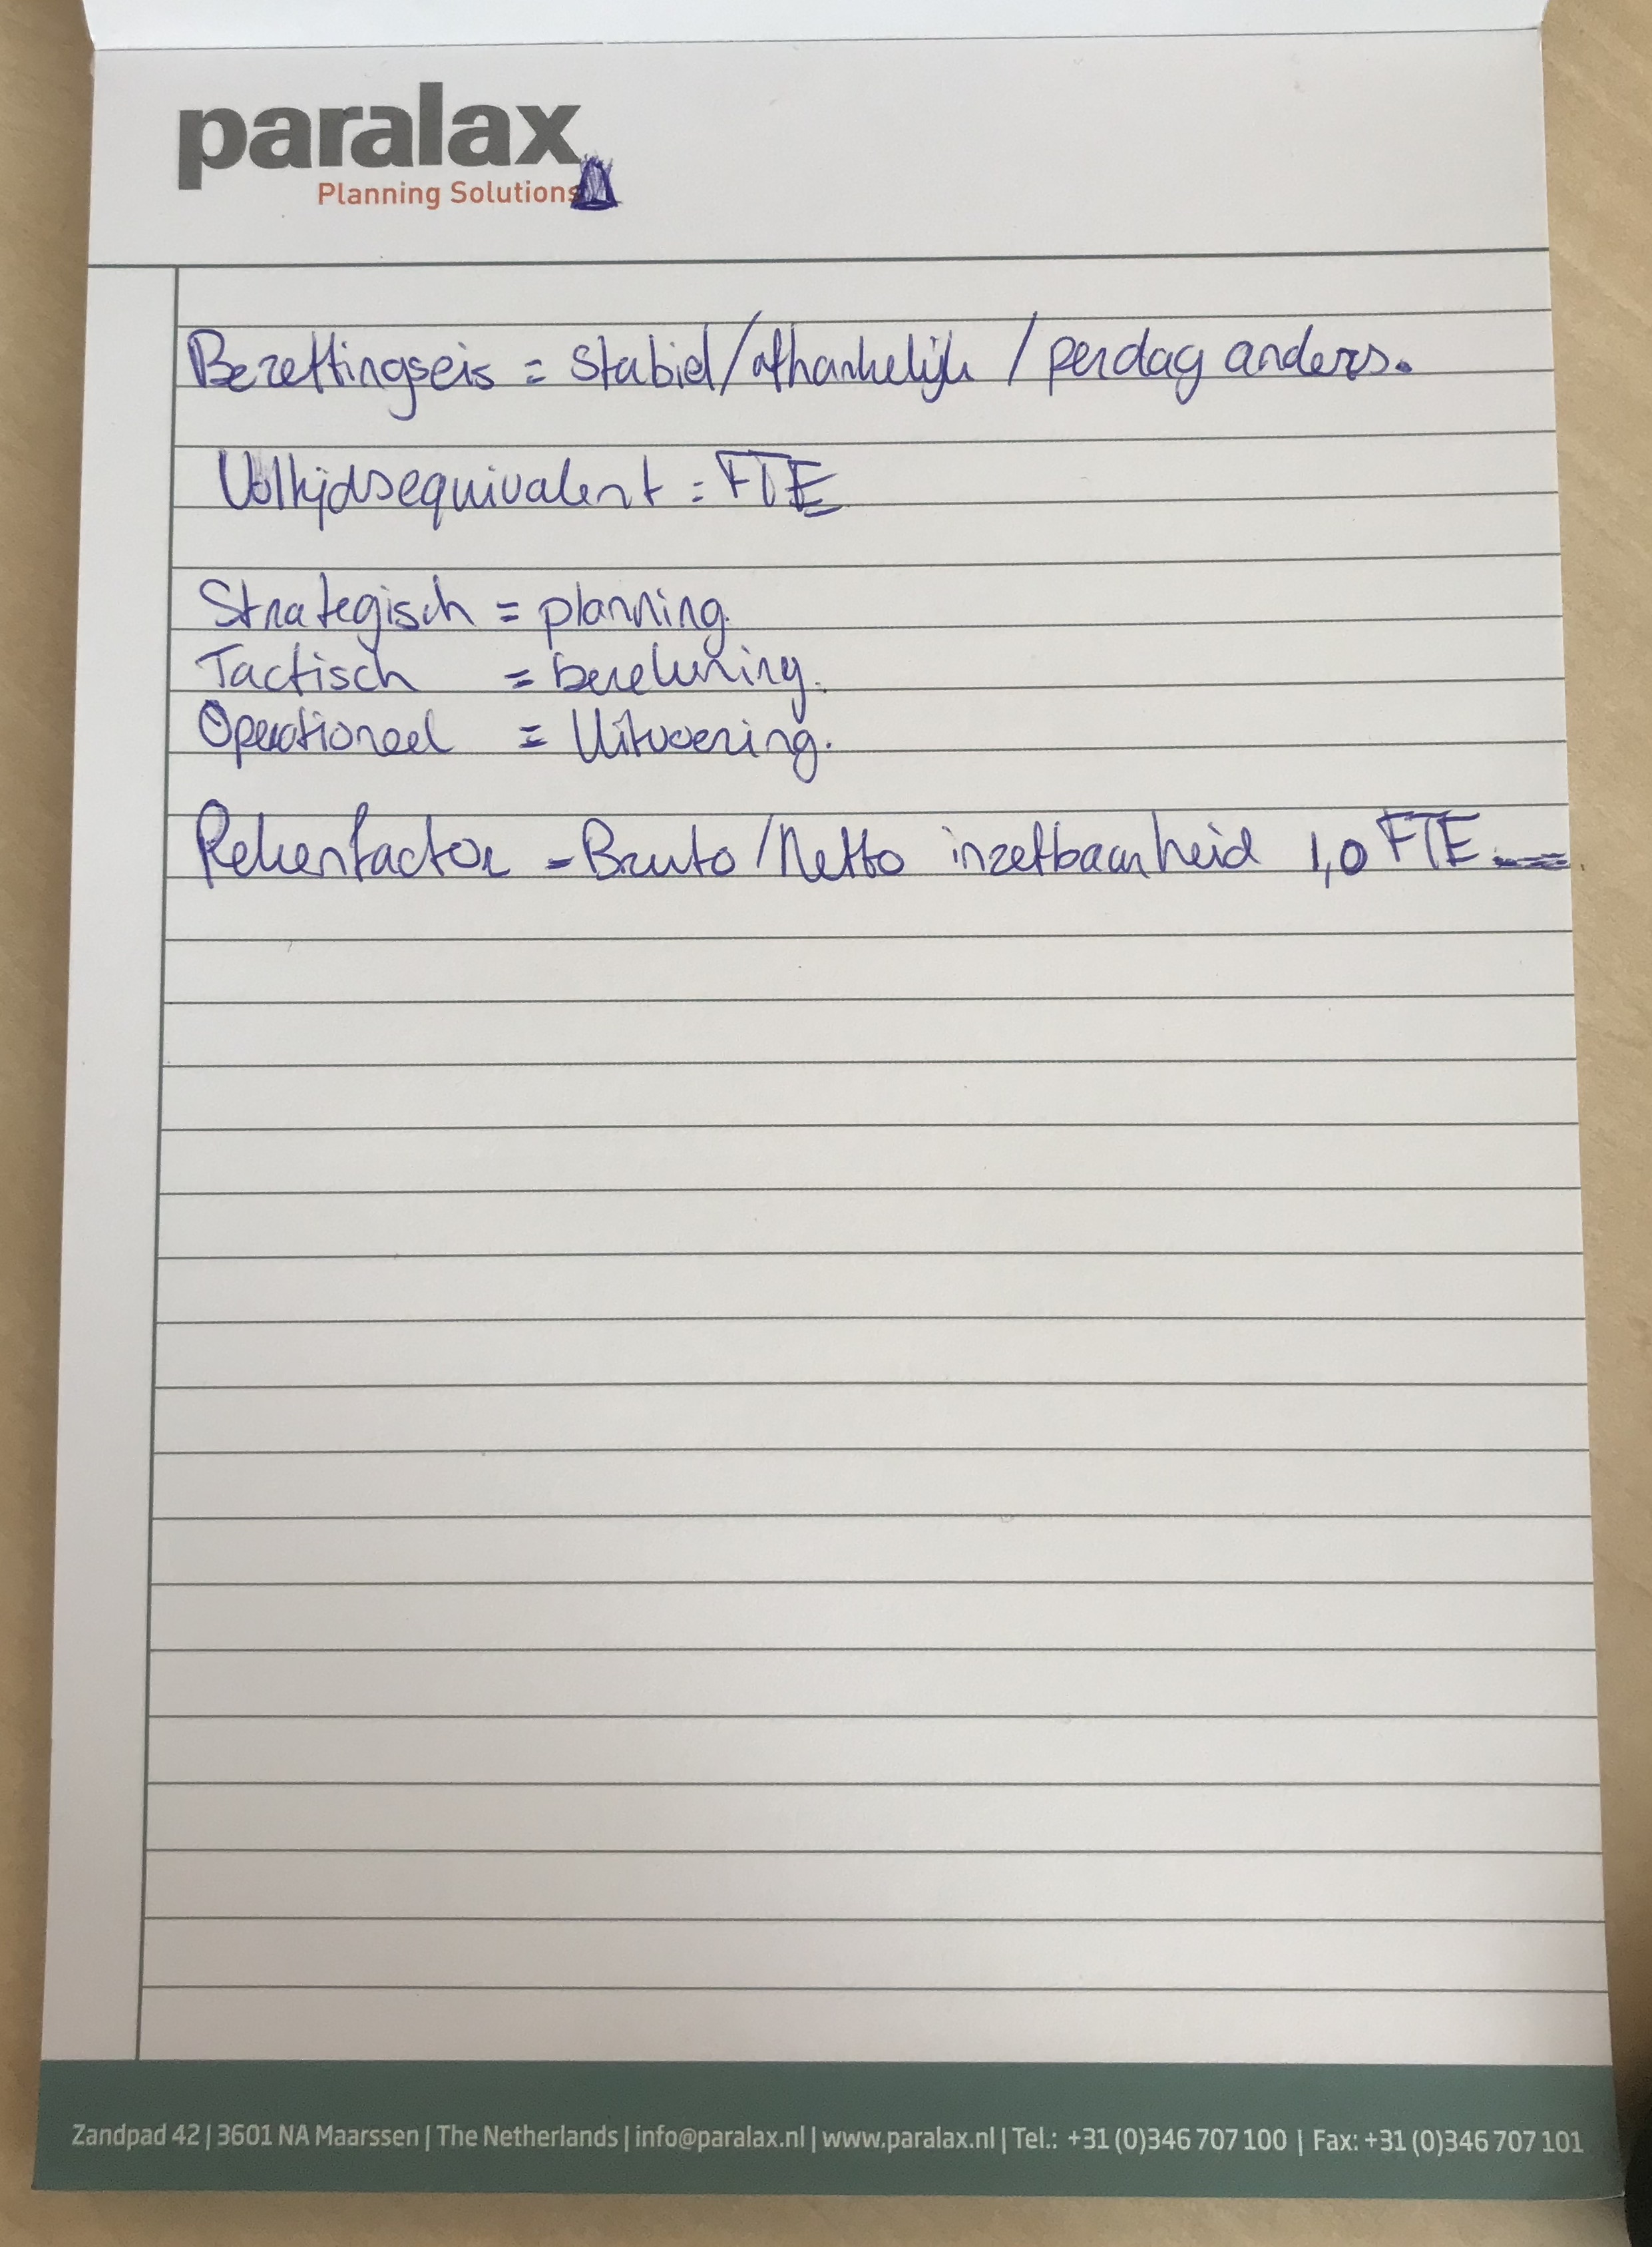 paralax
Planning Solutions
Bezettingseis = stabiel/afhankelijk / per dag anders.
Voltijdsequivalent = FTE
Strategisch = planning.
Tactisch = berekening.
Operationeel = Uitvoering.
Rekenfactor = Bruto/Netto inzetbaarheid 1,0 FTE.
Zandpad 42 | 3601 NA Maarssen | The Netherlands | info@paralax.nl | www.paralax.nl | Tel.: +31 (0)346 707 100 | Fax: +31 (0)346 707 101